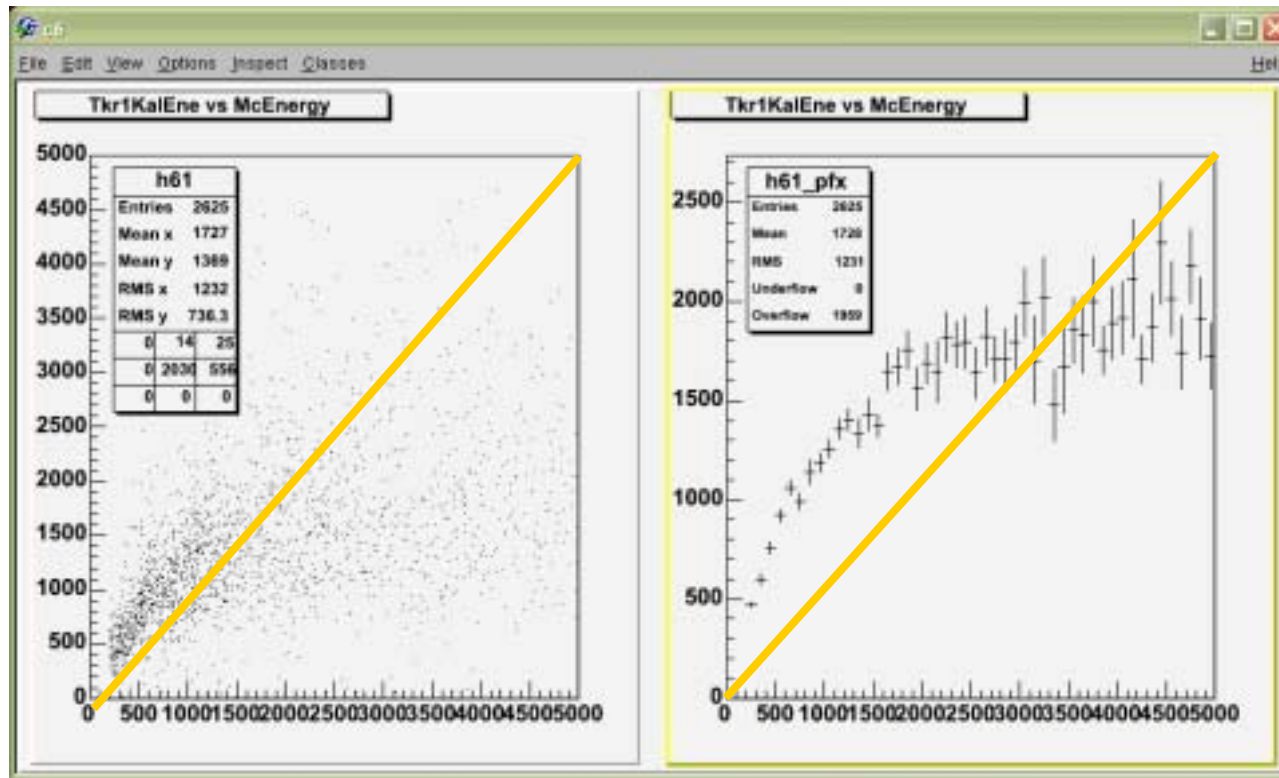 c6
File Edit View Options Inspect Classes
Hel
Tkr1KalEne vs McEnergy
h61
Entries 2625
Mean x 1727
Mean y 1369
RMS x 1232
RMS y 736.3
0 14 25
0 2030 556
0 0 0
5000
4500
4000
3500
3000
2500
2000
1500
1000
500
0
0 500 1000 1500 2000 2500 3000 3500 4000 4500 5000
Tkr1KalEne vs McEnergy
h61_pfx
Entries 2625
Mean 1728
RMS 1231
Underflow 0
Overflow 1959
2500
2000
1500
1000
500
0
0 500 1000 1500 2000 2500 3000 3500 4000 4500 5000